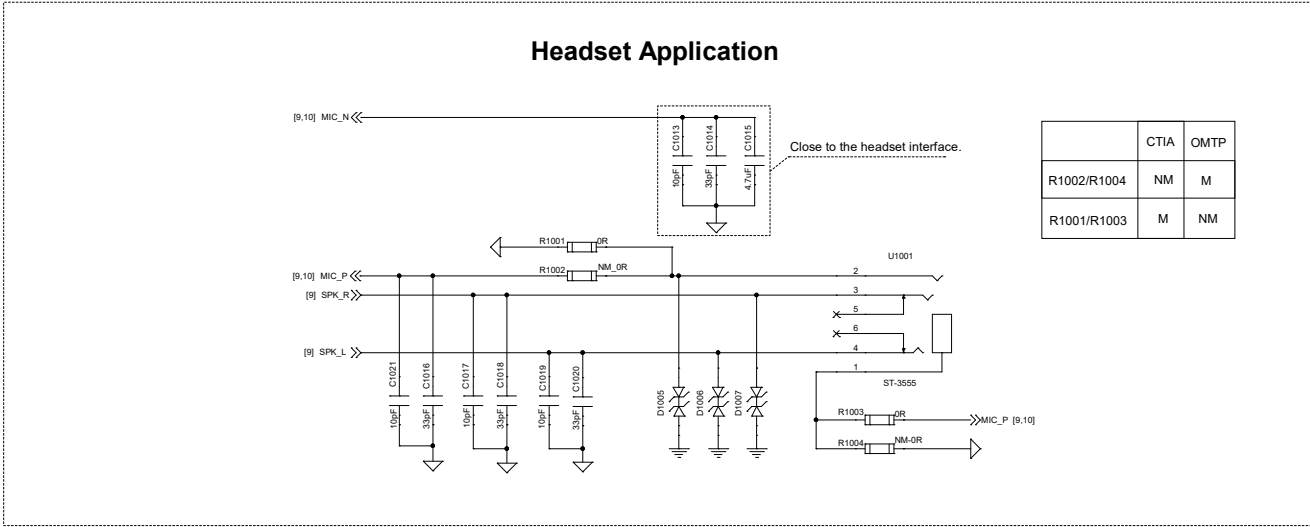 Headset Application
[9,10] MIC_N
C1013
C1014
C1015
10pF
33pF
4.7uF
Close to the headset interface.
CTIA OMTP
R1002/R1004 NM M
R1001/R1003 M NM
R1001 0R
U1001
[9,10] MIC_P
R1002 NM_0R
2
[9] SPK_R
3
5
6
[9] SPK_L
4
1
ST-3555
C1021
C1016
C1017
C1018
C1019
C1020
10pF
33pF
10pF
33pF
10pF
33pF
D1005
D1006
D1007
R1003 0R
MIC_P [9,10]
R1004 NM-0R